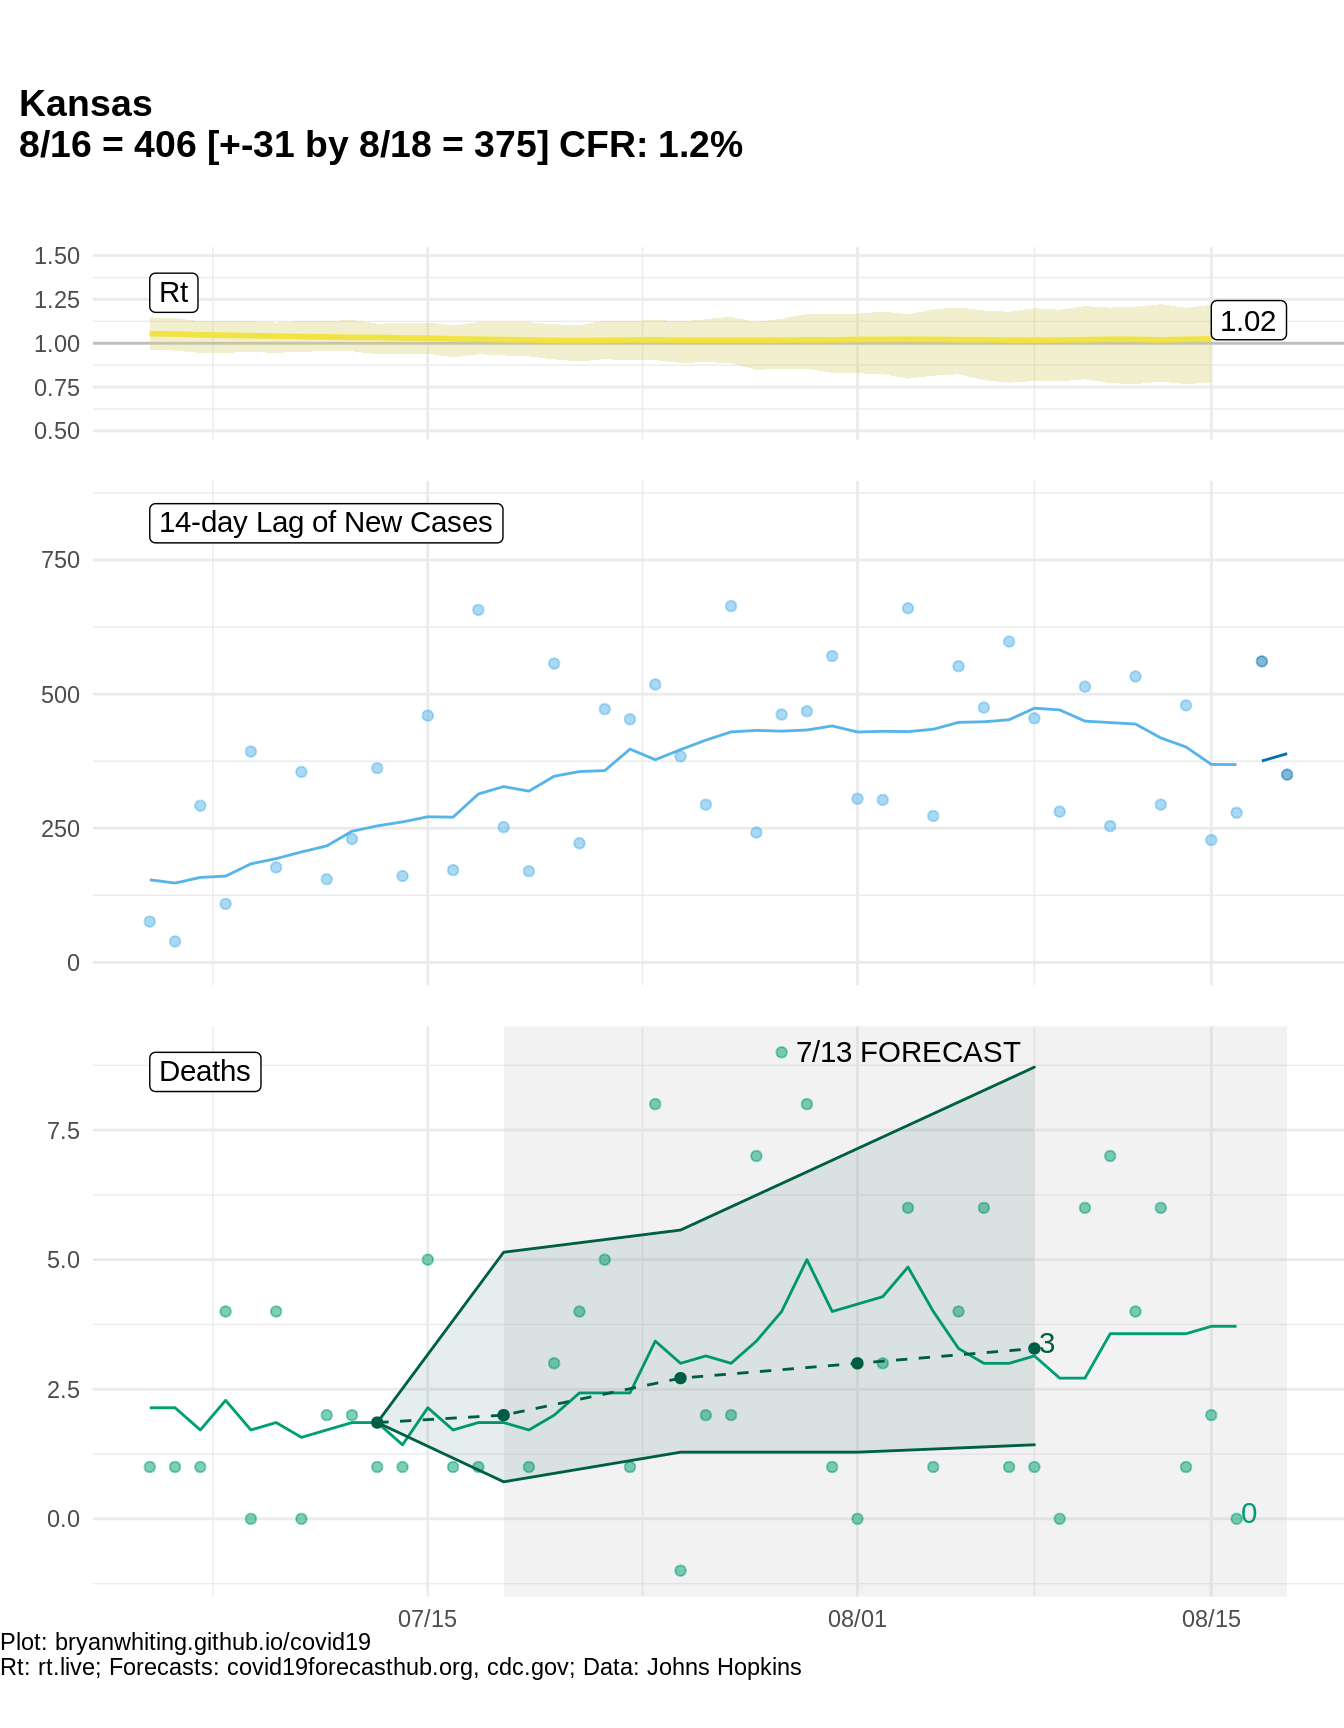 Kansas
8/16 = 406 [+-31 by 8/18 = 375] CFR: 1.2%
1.50
Rt
1.25
1.02
1.00
0.75
0.50
14-day Lag of New Cases
750
500
250
0
7/13 FORECAST
Deaths
7.5
5.0
3
2.5
0.0
0
07/15
08/01
08/15
Plot: bryanwhiting.github.io/covid19
Rt: rt.live; Forecasts: covid19forecasthub.org, cdc.gov; Data: Johns Hopkins